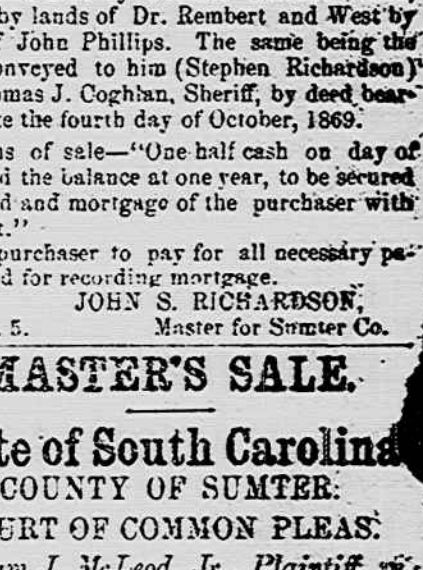 by lands of Dr. Rembert and West by
John Phillips. The same being the
onveyed to him (Stephen Richardson)
omas J. Coghlan, Sheriff, by deed bear-
te the fourth day of October, 1869.
ns of sale—"One-half cash on day of
d the balance at one year, to be secured
d and mortgage of the purchaser with
."
purchaser to pay for all necessary pa-
d for recording mortgage.
JOHN S. RICHARDSON,
5. Master for Sumter Co.
MASTER'S SALE.
te of South Carolina
COUNTY OF SUMTER:
URT OF COMMON PLEAS:
J. McLeod, Jr., Plaintiff